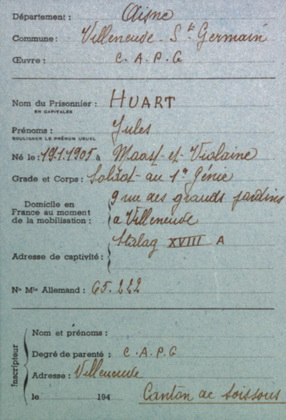 Département : Aisne
Commune : Villeneuve-St Germain
Œuvre : C.A.P.G
Nom du Prisonnier : HUART
EN CAPITALES
Prénoms : Jules
SOULIGNER LE PRÉNOM USUEL
Né le : 19.1.1905 à Maast-et-Violaine
Grade et Corps : Soldat au 1er Génie
Domicile en France au moment de la mobilisation : 9 rue des grands jardins
a Villeneuve
Adresse de captivité : Stalag XVIII A
No Mle Allemand : 65.222
Inscripteur
Nom et prénoms :
Degré de parenté : C.A.P.G
Adresse : Villeneuve
le 194 Canton de Soissons